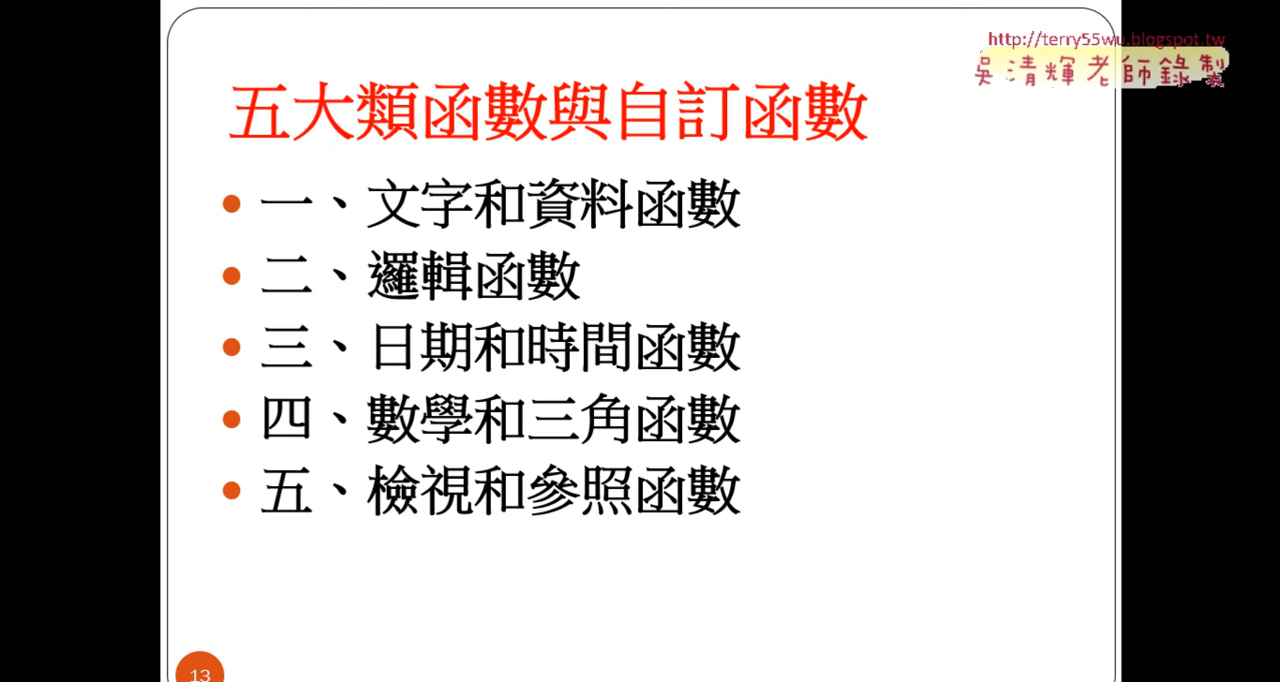 http://terry55wu.blogspot.tw
吳清輝老師錄製
五大類函數與自訂函數
一、文字和資料函數
二、邏輯函數
三、日期和時間函數
四、數學和三角函數
五、檢視和參照函數
13